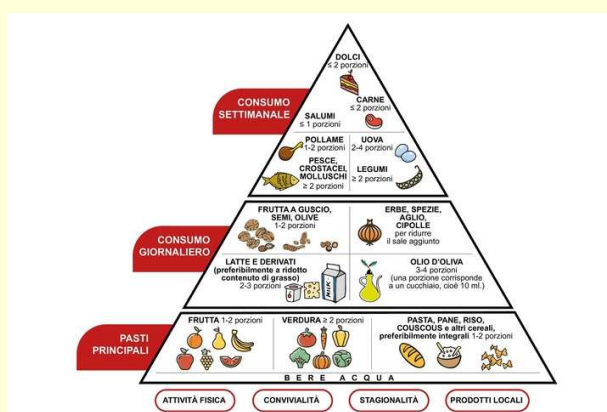 DOLCI
≤ 2 porzioni
CONSUMO
SETTIMANALE
CARNE
≤ 2 porzioni
SALUMI
≤ 1 porzioni
POLLAME
1-2 porzioni
UOVA
2-4 porzioni
PESCE,
CROSTACEI,
MOLLUSCHI
≥ 2 porzioni
LEGUMI
≥ 2 porzioni
CONSUMO
GIORNALIERO
FRUTTA A GUSCIO,
SEMI, OLIVE
1-2 porzioni
ERBE, SPEZIE,
AGLIO,
CIPOLLE
per ridurre
il sale aggiunto
LATTE E DERIVATI
(preferibilmente a ridotto
contenuto di grasso)
2-3 porzioni
MILK
OLIO D'OLIVA
3-4 porzioni
(una porzione corrisponde
a un cucchiaio, cioè 10 ml.)
PASTI
PRINCIPALI
FRUTTA 1-2 porzioni
VERDURA ≥ 2 porzioni
PASTA, PANE, RISO,
COUSCOUS e altri cereali,
preferibilmente integrali 1-2 porzioni
BERE ACQUA
ATTIVITÀ FISICA
CONVIVIALITÀ
STAGIONALITÀ
PRODOTTI LOCALI